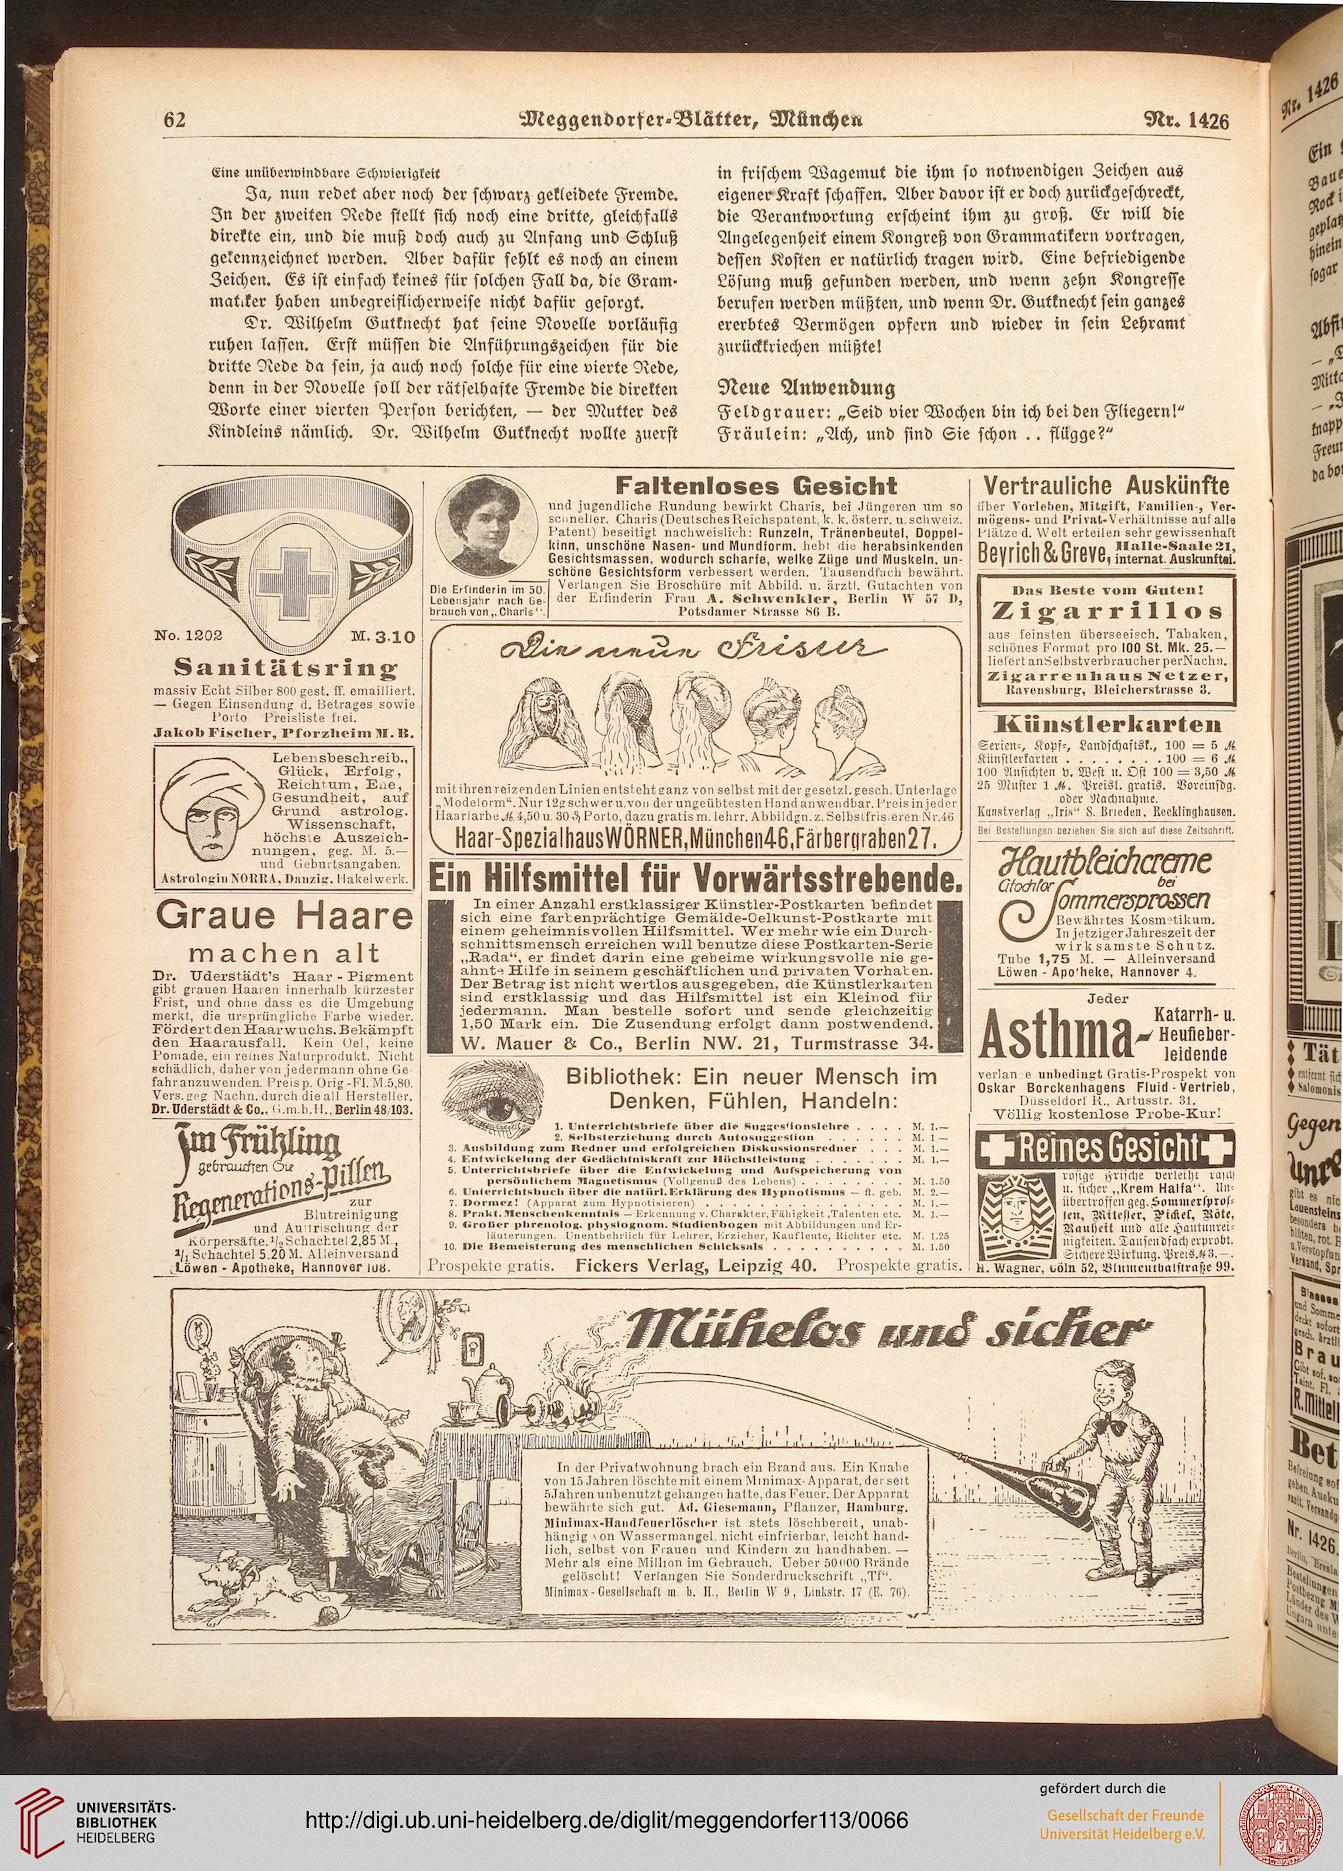 62
Meggendorfer-Blätter, München
Nr. 1426
Eine unüberwindbare Schwierigkeit
Ja, nun redet aber noch der schwarz gekleidete Fremde.
In der zweiten Rede stellt sich noch eine dritte, gleichfalls
direkte ein, und die muß doch auch zu Anfang und Schluß
gekennzeichnet werden. Aber dafür fehlt es noch an einem
Zeichen. Es ist einfach keines für solchen Fall da, die Gram-
matiker haben unbegreiflicherweise nicht dafür gesorgt.
Dr. Wilhelm Gutknecht hat seine Novelle vorläufig
ruhen lassen. Erst müssen die Anführungszeichen für die
dritte Rede da sein, ja auch noch solche für eine vierte Rede,
denn in der Novelle soll der rätselhafte Fremde die direkten
Worte einer vierten Person berichten, — der Mutter des
Kindleins nämlich. Dr. Wilhelm Gutknecht wollte zuerst
in frischem Wagemut die ihm so notwendigen Zeichen aus
eigener Kraft schaffen. Aber davor ist er doch zurückgeschreckt,
die Verantwortung erscheint ihm zu groß. Er will die
Angelegenheit einem Kongreß von Grammatikern vortragen,
dessen Kosten er natürlich tragen wird. Eine befriedigende
Lösung muß gefunden werden, und wenn zehn Kongresse
berufen werden müßten, und wenn Dr. Gutknecht sein ganzes
ererbtes Vermögen opfern und wieder in sein Lehramt
zurückkriechen müßte!
Neue Anwendung
Feldgrauer: „Seid vier Wochen bin ich bei den Fliegern!"
Fräulein: „Ach, und sind Sie schon .. flügge?"
No. 1202 M. 3.10
Sanitätsring
massiv Echt Silber 800 gest. ff. emailliert.
— Gegen Einsendung d. Betrages sowie
Porto Preisliste frei.
Jakob Fischer, Pforzheim M. B.
Lebensbeschreib.,
Glück, Erfolg,
Reichtum, Ehe,
Gesundheit, auf
Grund astrolog.
Wissenschaft,
höchste Auszeich-
nungen, geg. M. 5.—
und Geburtsangaben.
Astrologin NORRA, Danzig, Hakelwerk.
Graue Haare
machen alt
Dr. Uderstädt's Haar-Pigment
gibt grauen Haaren innerhalb kürzester
Frist, und ohne dass es die Umgebung
merkt, die ursprüngliche Farbe wieder.
Fördert den Haarwuchs. Bekämpft
den Haarausfall. Kein Oel, keine
Pomade, ein reines Naturprodukt. Nicht
schädlich, daher von jedermann ohne Ge-
fahr anzuwenden. Preis p. Orig-Fl. M. 5,80.
Vers. geg Nachn. durch die all Hersteller.
Dr. Uderstädt & Co., G.m.b.H., Berlin 48/103.
Im Frühling
gebrauchen Sie
Regenerations-Pillen
zur
Blutreinigung
und Auffrischung der
Körpersäfte. ½ Schachtel 2,85 M.,
1/1 Schachtel 5.20 M. Alleinversand
Löwen-Apotheke, Hannover 108.
Die Erfinderin im 50.
Lebensjahr nach Ge-
brauch von „Charis".
Faltenloses Gesicht
und jugendliche Rundung bewirkt Charis, bei Jüngeren um so
schneller. Charis (Deutsches Reichspatent, k. k. österr. u. schweiz.
Patent) beseitigt nachweislich: Runzeln, Tränenbeutel, Doppel-
kinn, unschöne Nasen- und Mundform, hebt die herabsinkenden
Gesichtsmassen, wodurch scharfe, welke Züge und Muskeln, un-
schöne Gesichtsform verbessert werden. Tausendfach bewährt.
Verlangen Sie Broschüre mit Abbild. u. ärztl. Gutachten von
der Erfinderin Frau A. Schwenkler, Berlin W 57 D,
Potsdamer Strasse 86 B.
Die neuen Frisuren
mit ihren reizenden Linien entsteht ganz von selbst mit der gesetzl. gesch. Unterlage
„Modelorm". Nur 12g schwer u. von der ungeübtesten Hand anwendbar. Preis in jeder
Haarfarbe M. 4,50 u. 30 ₰ Porto, dazu gratis m. lehrr. Abbildgn. z. Selbstfrisieren Nr. 46
Haar-Spezialhaus WÖRNER, München 46, Färbergraben 27.
Ein Hilfsmittel für Vorwärtsstrebende.
In einer Anzahl erstklassiger Künstler-Postkarten befindet
sich eine farbenprächtige Gemälde-Oelkunst-Postkarte mit
einem geheimnisvollen Hilfsmittel. Wer mehr wie ein Durch-
schnittsmensch erreichen will benutze diese Postkarten-Serie
„Rada", er findet darin eine geheime wirkungsvolle nie ge-
ahnte Hilfe in seinem geschäftlichen und privaten Vorhaben.
Der Betrag ist nicht wertlos ausgegeben, die Künstlerkarten
sind erstklassig und das Hilfsmittel ist ein Kleinod für
jedermann. Man bestelle sofort und sende gleichzeitig
1,50 Mark ein. Die Zusendung erfolgt dann postwendend.
W. Mauer & Co., Berlin NW. 21, Turmstrasse 34.
Bibliothek: Ein neuer Mensch im
Denken, Fühlen, Handeln:
1. Unterrichtsbriefe über die Suggestionslehre . . . . M. 1.—
2. Selbsterziehung durch Autosuggestion . . . . . M. 1 —
3. Ausbildung zum Redner und erfolgreichen Diskussionsredner . . . M. 1.—
4. Entwickelung der Gedächtniskraft zur Höchstleistung . . . . . . . M. 1.—
5. Unterrichtsbriefe über die Entwickelung und Aufspeicherung von
persönlichem Magnetismus (Vollgenuß des Lebens) . . . . . . . . M. 1.50
6. Unterrichtsbuch über die natürl. Erklärung des Hypnotismus — fl. geb. M. 2.—
7. Dormez! (Apparat zum Hypnotisieren) . . . . . . . . . . . . . . M. 1.—
8. Prakt. Menschenkenntnis — Erkennung v. Charakter, Fähigkeit, Talenten etc. M. 1.—
9. Großer phrenolog. physiognom. Studienbogen mit Abbildungen und Er-
läuterungen. Unentbehrlich für Lehrer, Erzieher, Kaufleute, Richter etc. M. 1.25
10. Die Bemeisterung des menschlichen Schicksals . . . . . . . . . . M. 1.50
Prospekte gratis. Fickers Verlag, Leipzig 40. Prospekte gratis.
Vertrauliche Auskünfte
über Vorleben, Mitgift, Familien-, Ver-
mögens- und Privat-Verhältnisse auf alle
Plätze d. Welt erteilen sehr gewissenhaft
Beyrich & Greve, Halle-Saale 21,
internat. Auskunftei.
Das Beste vom Guten!
Zigarrillos
aus feinsten überseeisch. Tabaken,
schönes Format pro 100 St. Mk. 25.—
liefert an Selbstverbraucher per Nachn.
Zigarrenhaus Netzer,
Ravensburg, Bleicherstrasse 3.
Künstlerkarten
Serien-, Kopf-, Landschaftsk., 100 = 5 M
Künstlerkarten . . . . . . . . 100 = 6 M
100 Ansichten v. West u. Ost 100 = 3,50 M
25 Muster 1 M. Preisl. gratis. Voreinsdg.
oder Nachnahme.
Kunstverlag „Iris" S. Brieden, Recklinghausen.
Bei Bestellungen beziehen Sie sich auf diese Zeitschrift.
Hautbleichcreme
Chlorohlor bei
Sommersprossen
Bewährtes Kosmetikum.
In jetziger Jahreszeit der
wirksamste Schutz.
Tube 1,75 M. — Alleinversand
Löwen-Apotheke, Hannover 4.
Jeder
Asthma-
Katarrh- u.
Heufieber-
leidende
verlange unbedingt Gratis-Prospekt von
Oskar Borckenhagens Fluid-Vertrieb,
Düsseldorf R., Artusstr. 31.
Völlig kostenlose Probe-Kur!
Reines Gesicht
rosige Frische verleiht rasch
u. sicher „Krem Halfa". Un-
übertroffen geg. Sommerspros-
sen, Mitesser, Pickel, Röte,
Rauheit und alle Hautunrei-
nigkeiten. Tausendfach erprobt.
Sichere Wirkung. Preis M 3.—.
H. Wagner, Cöln 52, Blumenthalstraße 99.
Mühelos und sicher
In der Privatwohnung brach ein Brand aus. Ein Knabe
von 15 Jahren löschte mit einem Minimax-Apparat, der seit
5 Jahren unbenutzt gehangen hatte, das Feuer. Der Apparat
bewährte sich gut. Ad. Giesemann, Pflanzer, Hamburg.
Minimax-Handfeuerlöscher ist stets löschbereit, unab-
hängig von Wassermangel, nicht einfrierbar, leicht hand-
lich, selbst von Frauen und Kindern zu handhaben. —
Mehr als eine Million im Gebrauch. Ueber 50000 Brände
gelöscht! Verlangen Sie Sonderdruckschrift „Tf".
Minimax-Gesellschaft m. b. H., Berlin W 9, Linkstr. 17 (E. 76).
Nr. 1426
UNIVERSITÄTS-
BIBLIOTHEK
HEIDELBERG
http://digi.ub.uni-heidelberg.de/diglit/meggendorfer113/0066
gefördert durch die
Gesellschaft der Freunde
Universität Heidelberg e.V.